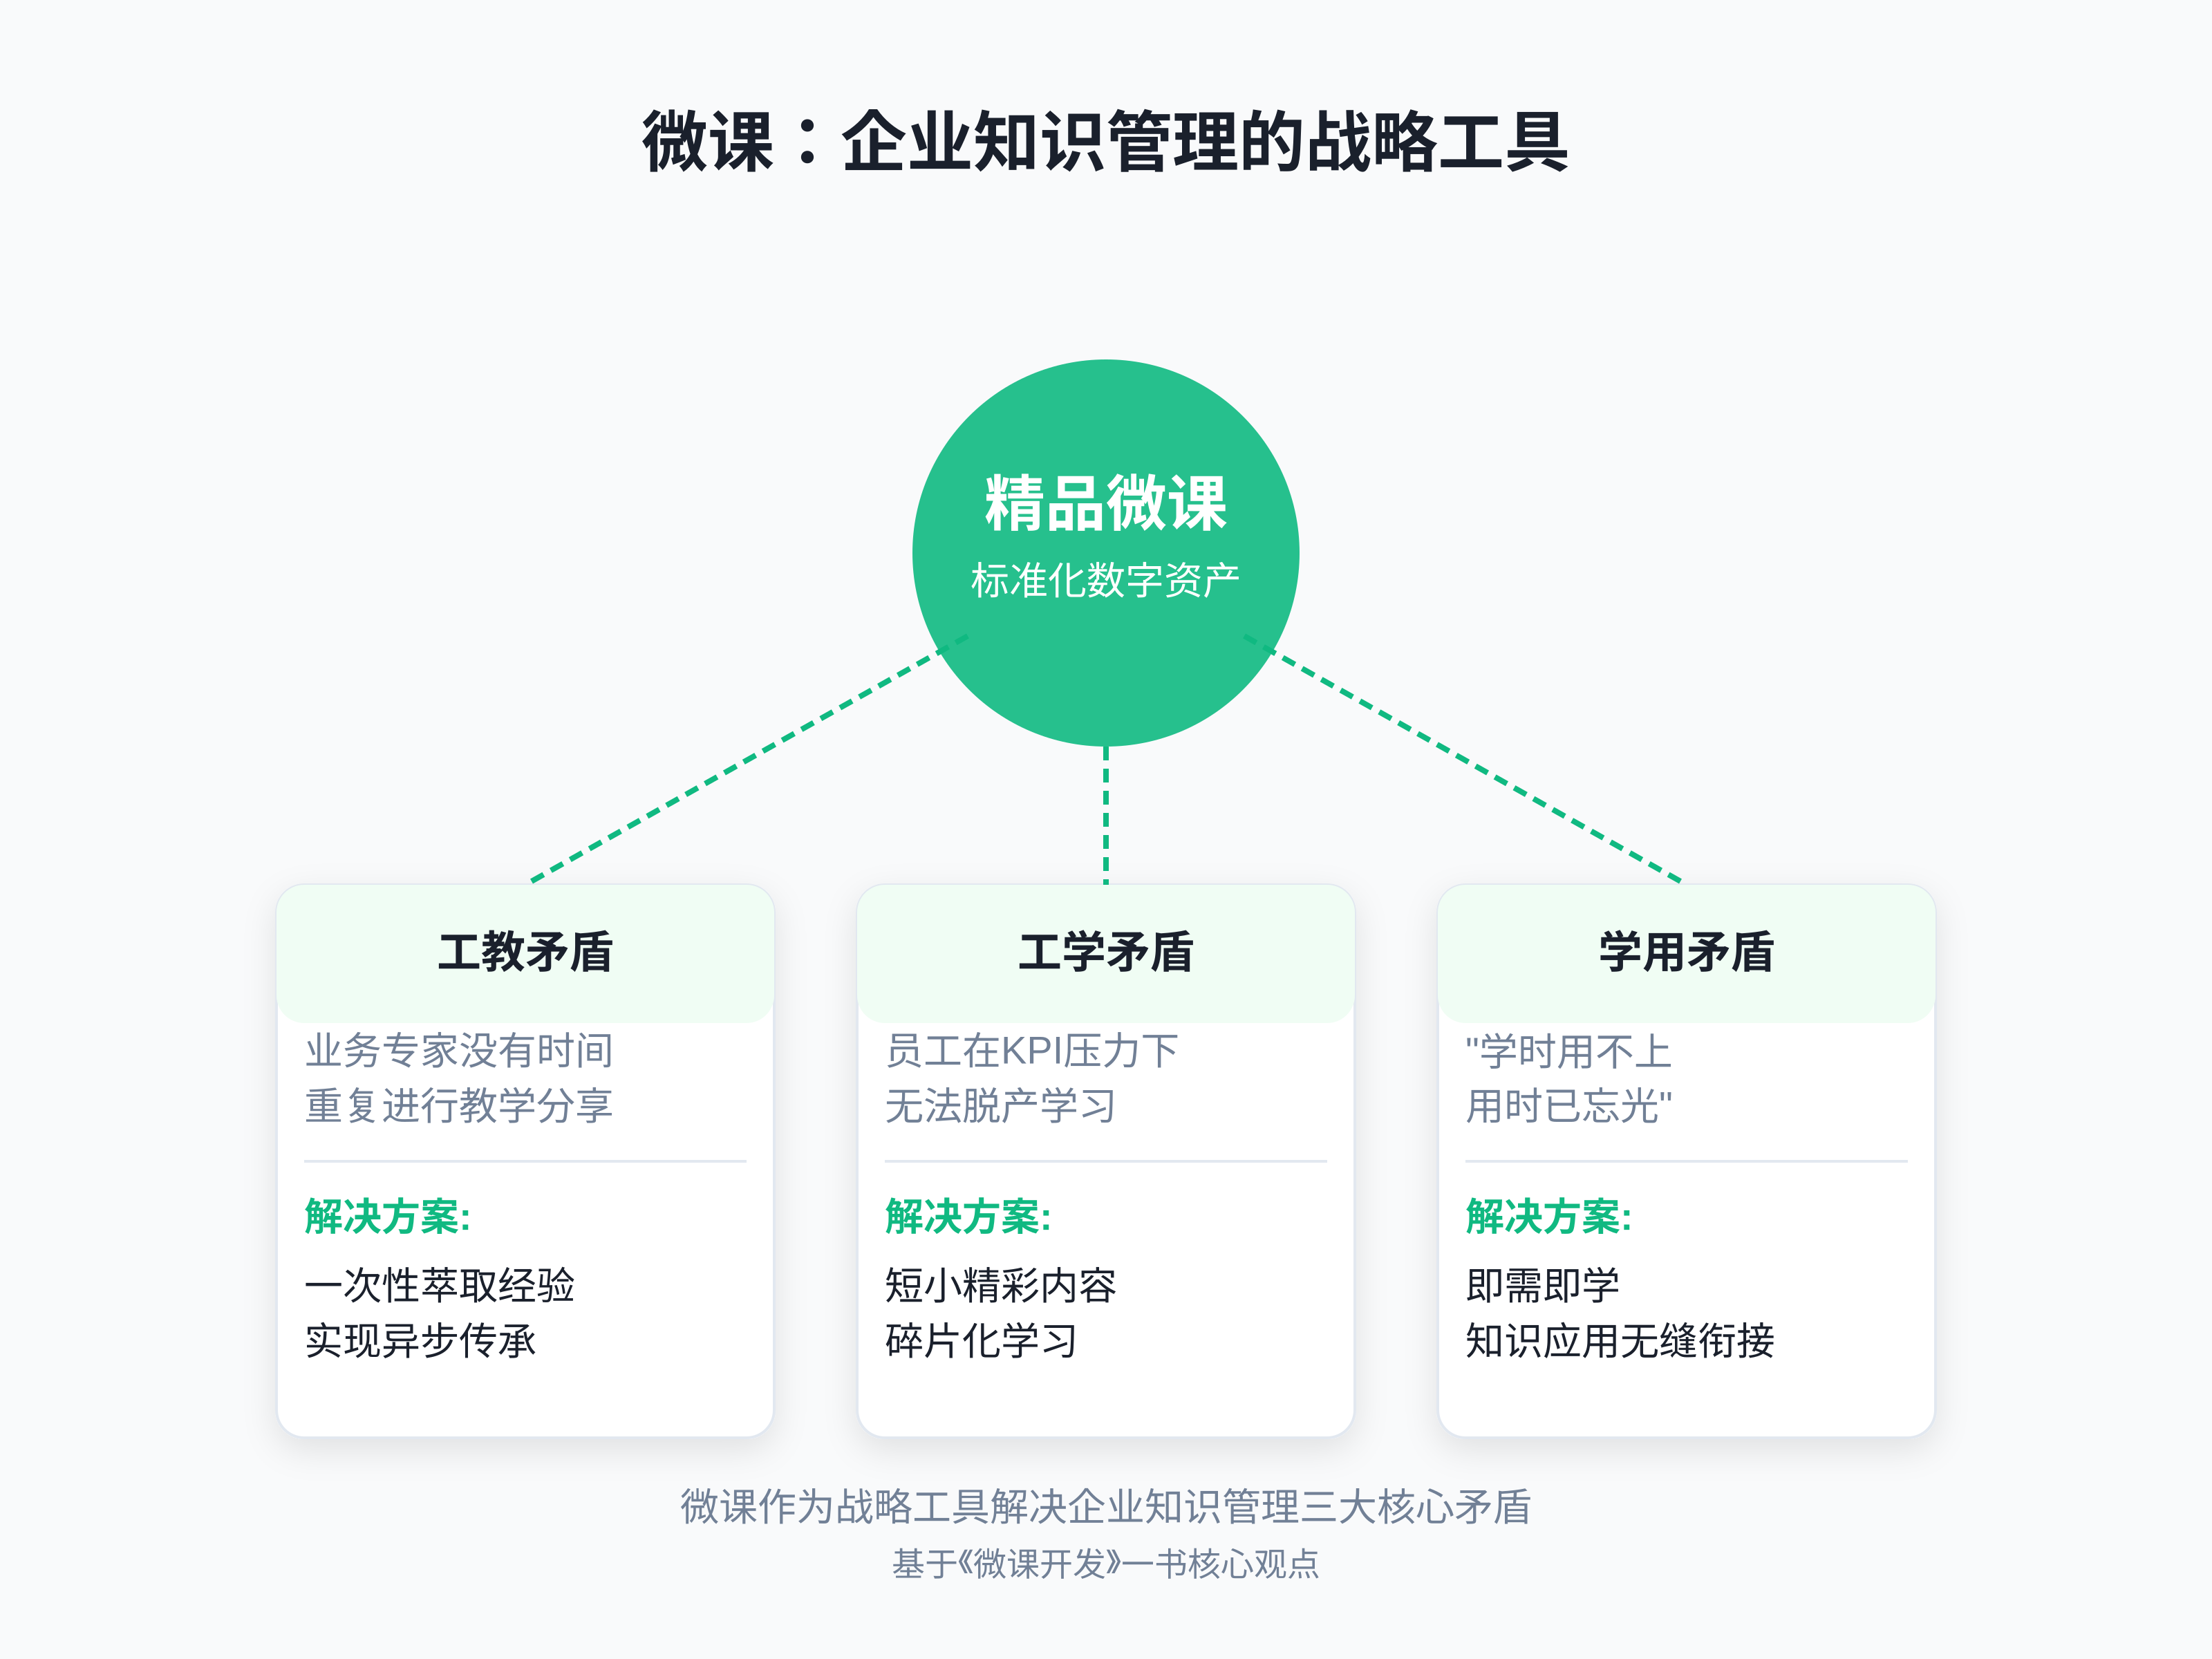 微课：企业知识管理的战略工具
精品微课
标准化数字资产
工教矛盾
业务专家没有时间
重复进行教学分享
解决方案:
一次性萃取经验
实现异步传承
工学矛盾
员工在KPI压力下
无法脱产学习
解决方案:
短小精彩内容
碎片化学习
学用矛盾
"学时用不上
用时已忘光"
解决方案:
即需即学
知识应用无缝衔接
微课作为战略工具解决企业知识管理三大核心矛盾
基于《微课开发》一书核心观点